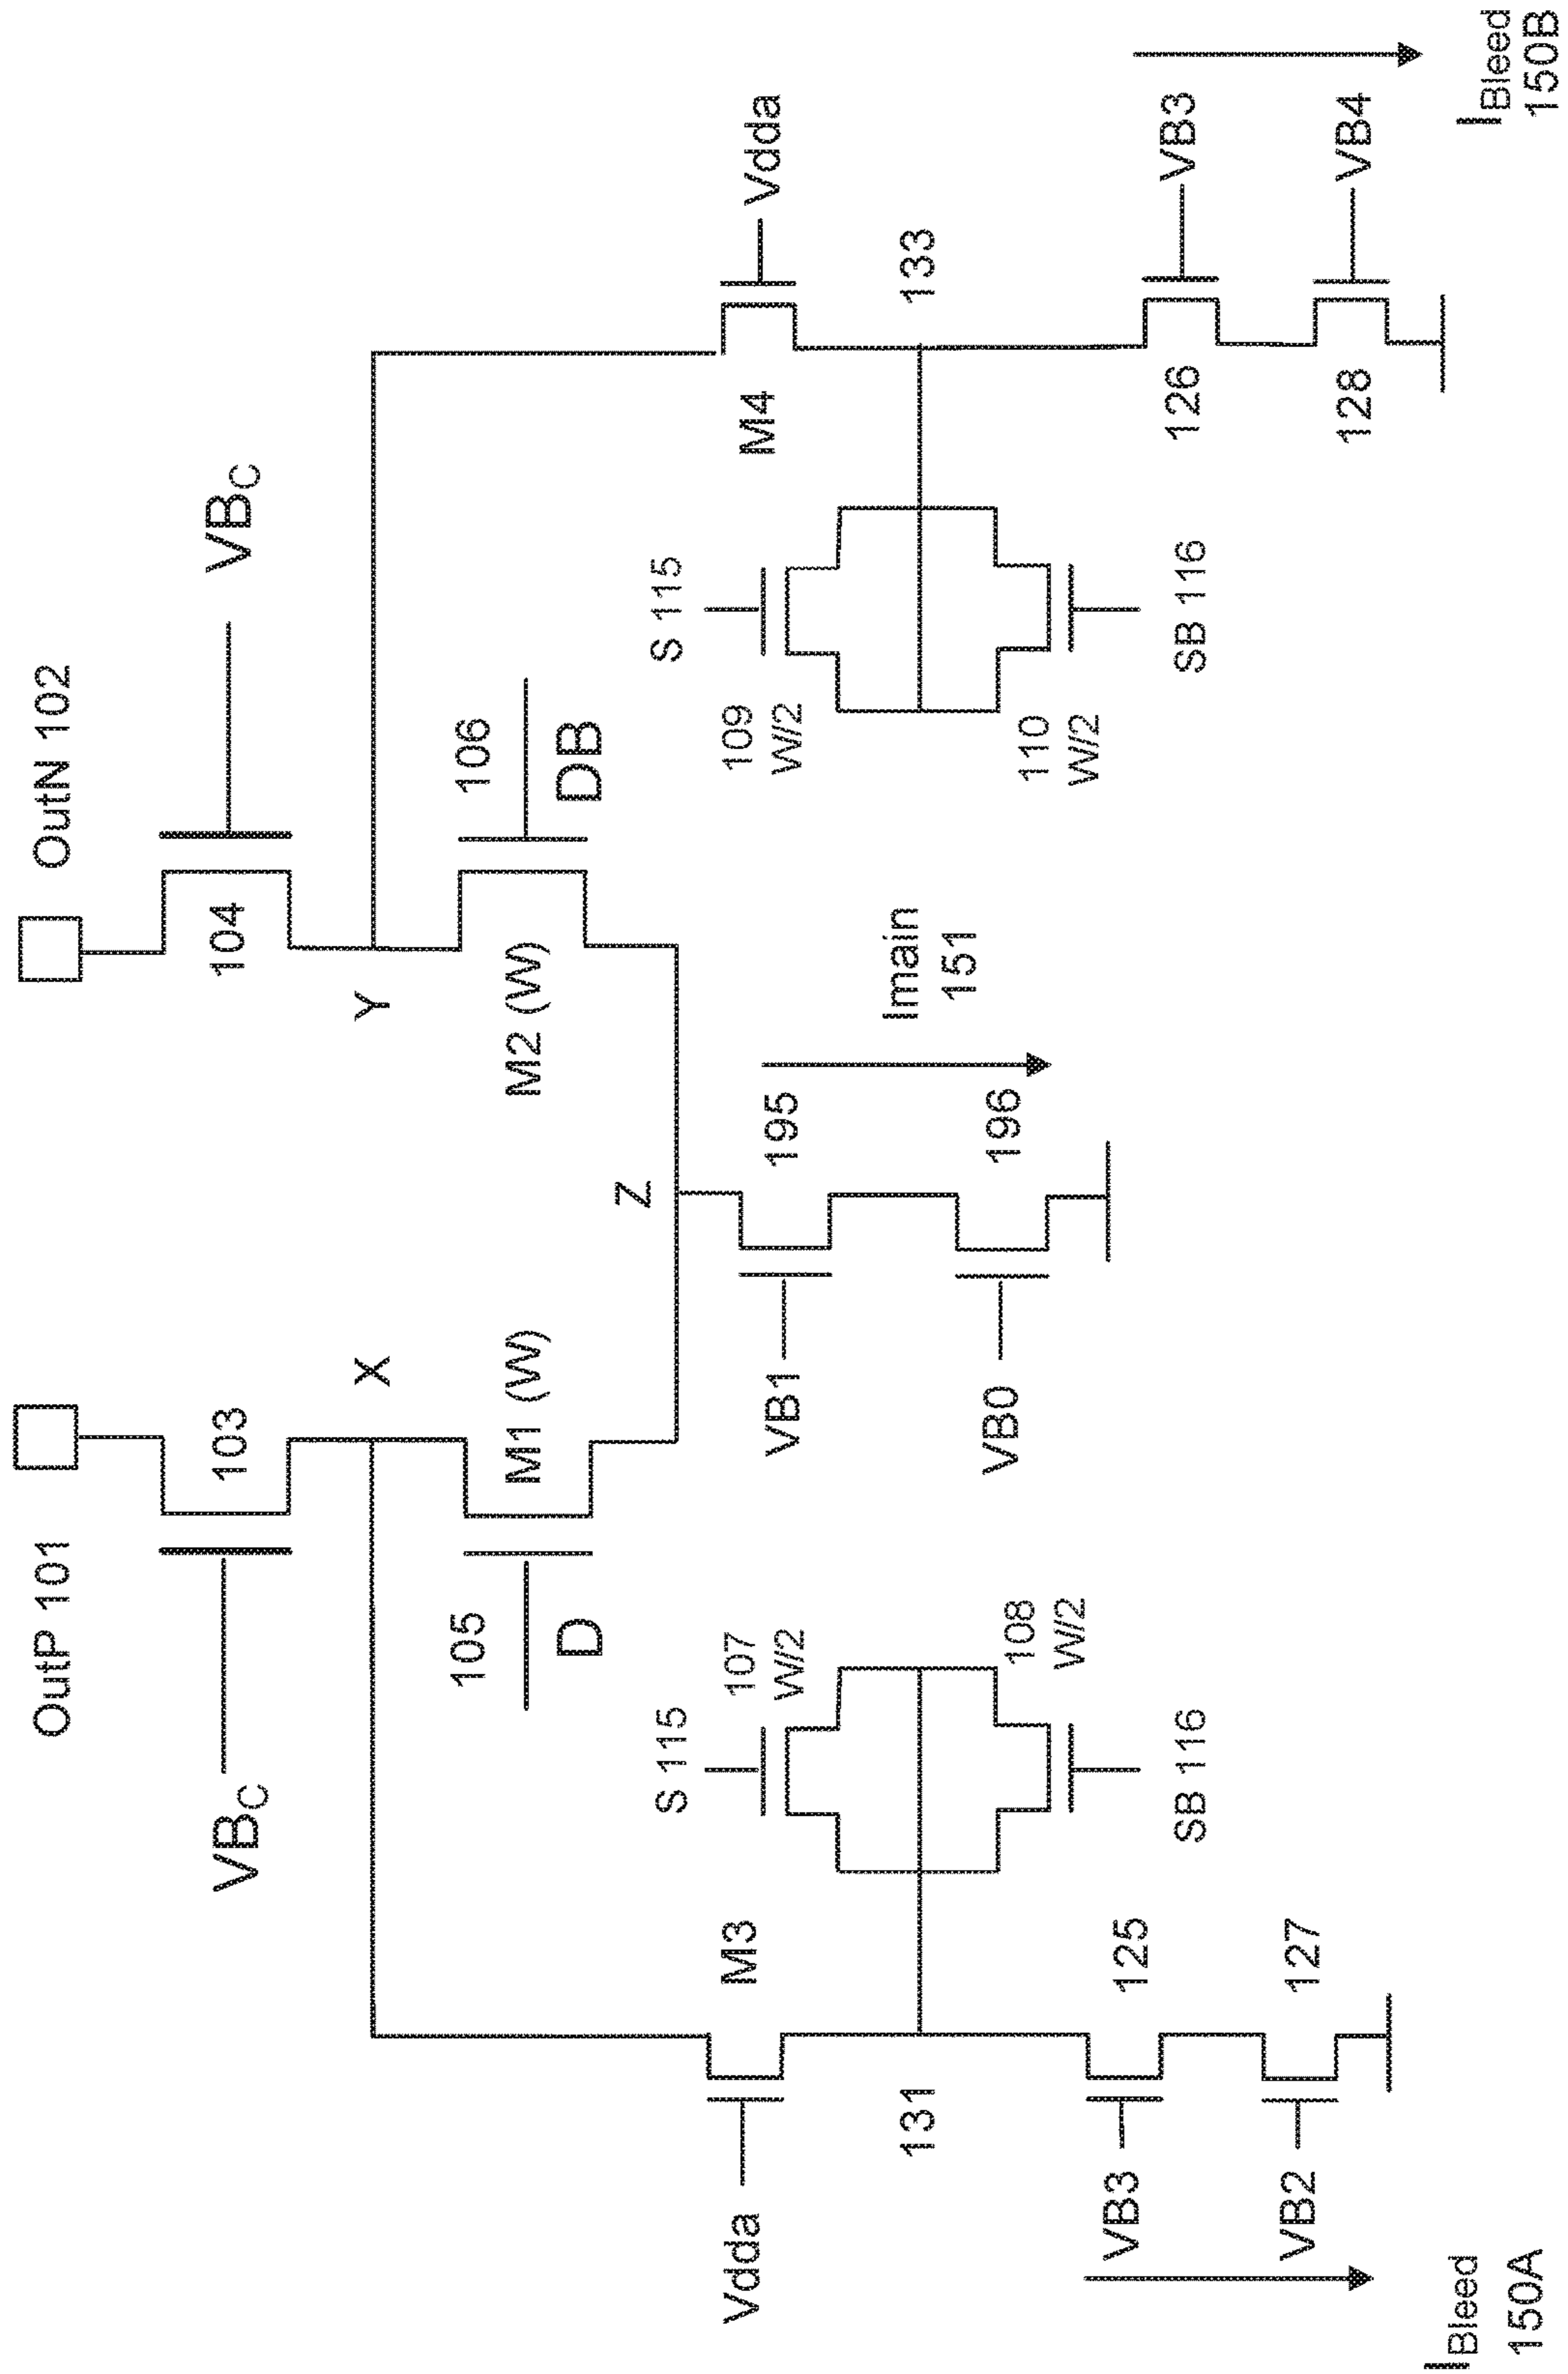 OutP 101
OutN 102
VBC
103
104
VBC
X
Y
105
D
M1 (W)
M2 (W)
106
DB
Z
Vdda
M3
S 115
107
W/2
108
W/2
SB 116
131
VB3
125
VB2
127
IBleed
150A
VB1
195
VB0
196
Imain
151
S 115
109
W/2
110
W/2
SB 116
M4
Vdda
133
126
VB3
128
VB4
IBleed
150B